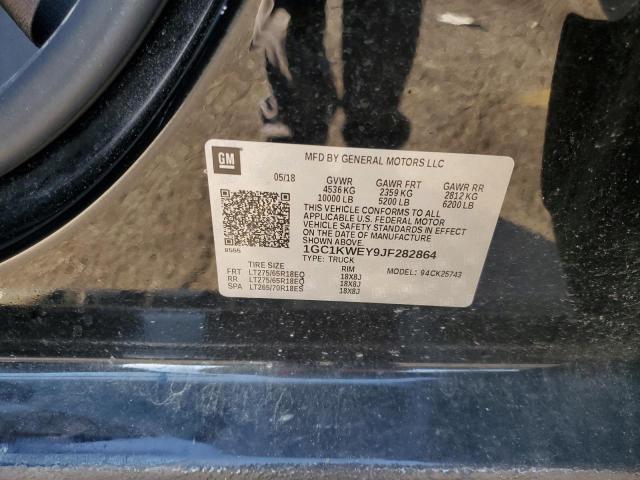 GM
MFD BY GENERAL MOTORS LLC
05/18 GVWR GAWR FRT GAWR RR
4536 KG 2359 KG 2812 KG
10000 LB 5200 LB 6200 LB
THIS VEHICLE CONFORMS TO ALL
APPLICABLE U.S. FEDERAL MOTOR
VEHICLE SAFETY STANDARDS IN
EFFECT ON THE DATE OF MANUFACTURE
SHOWN ABOVE.
1GC1KWEY9JF282864
TYPE: TRUCK
TIRE SIZE RIM MODEL: 94CK25743
FRT LT275/65R18EQ 18X8J
RR LT275/65R18EQ 18X8J
SPA LT265/70R18ES 18X8J